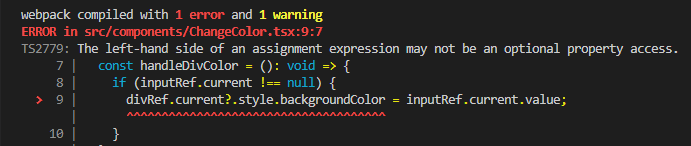 webpack compiled with 1 error and 1 warning
ERROR in src/components/ChangeColor.tsx:9:7
TS2779: The left-hand side of an assignment expression may not be an optional property access.
     7 |   const handleDivColor = (): void => {
     8 |     if (inputRef.current !== null) {
  >  9 |       divRef.current?.style.backgroundColor = inputRef.current.value;
       |       ^^^^^^^^^^^^^^^^^^^^^^^^^^^^^^^^^^^^^
    10 |     }